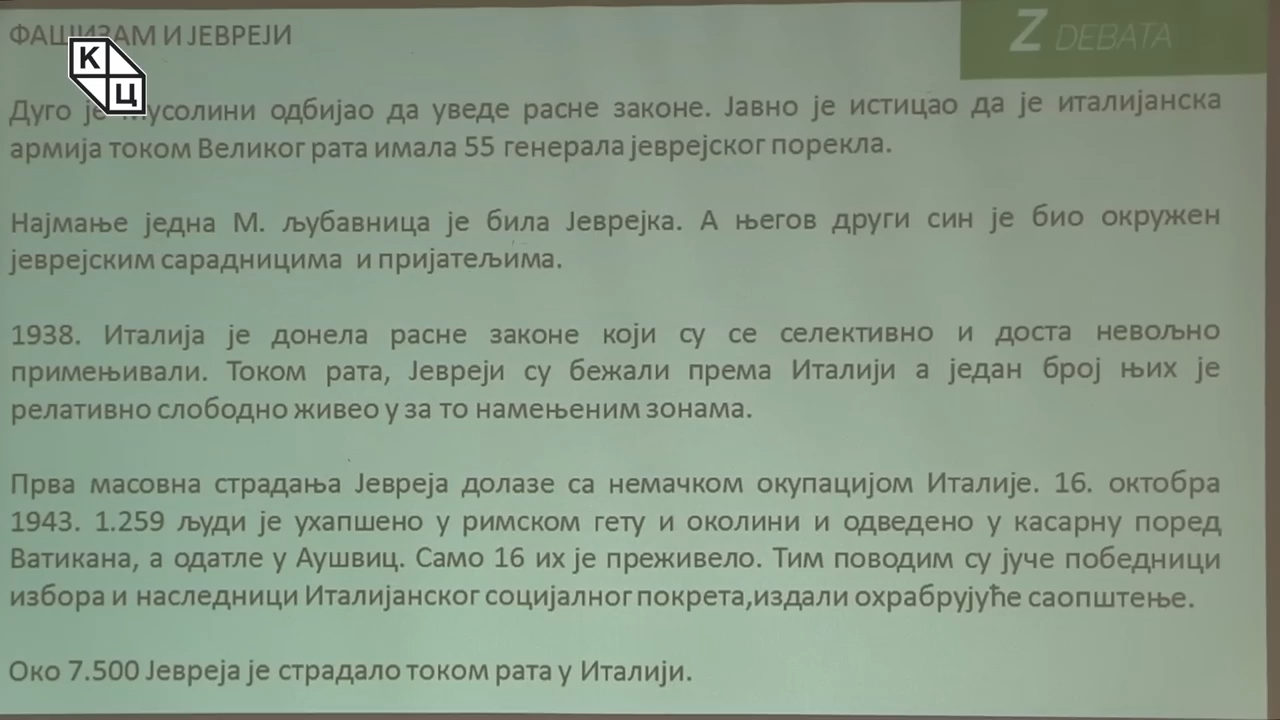 ФАШИЗАМ И ЈЕВРЕЈИ
К
Ц
Z DEBATA
Дуго је Мусолини одбијао да уведе расне законе. Јавно је истицао да је италијанска
армија током Великог рата имала 55 генерала јеврејског порекла.
Најмање једна М. љубавница је била Јеврејка. А његов други син је био окружен
јеврејским сарадницима и пријатељима.
1938. Италија је донела расне законе који су се селективно и доста невољно
примењивали. Током рата, Јевреји су бежали према Италији а један број њих је
релативно слободно живео у за то намењеним зонама.
Прва масовна страдања Јевреја долазе са немачком окупацијом Италије. 16. октобра
1943. 1.259 људи је ухапшено у римском гету и околини и одведено у касарну поред
Ватикана, а одатле у Аушвиц. Само 16 их је преживело. Тим поводим су јуче победници
избора и наследници Италијанског социјалног покрета,издали охрабрујуће саопштење.
Око 7.500 Јевреја је страдало током рата у Италији.